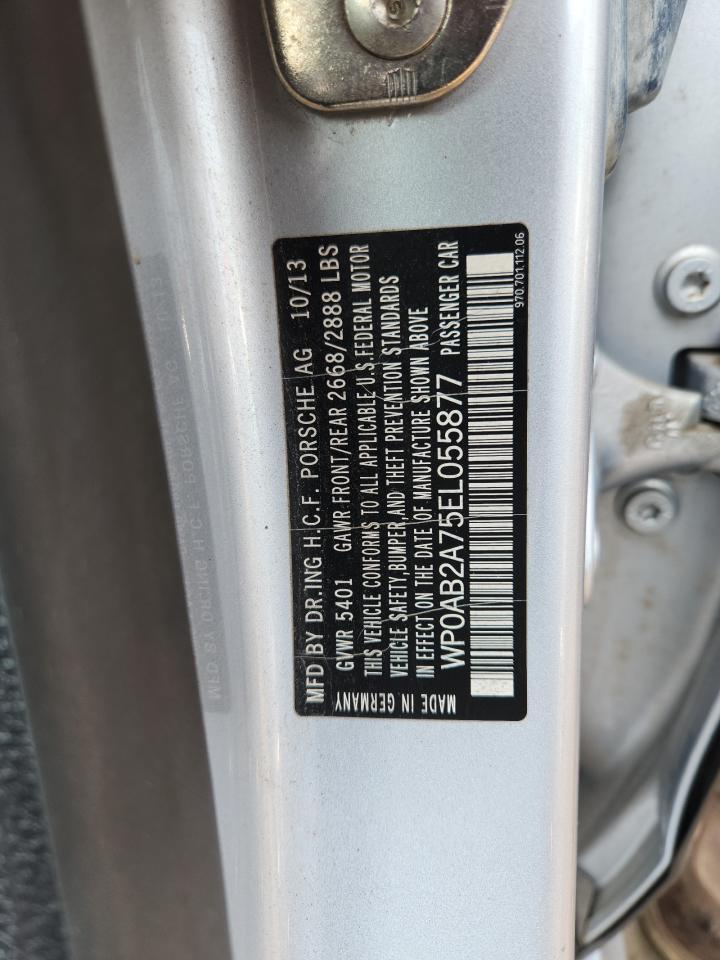 MFD BY DR.ING H.C.F. PORSCHE AG 10/13
GVWR 5401 GAWR FRONT/REAR 2668/2888 LBS
THIS VEHICLE CONFORMS TO ALL APPLICABLE U.S.FEDERAL MOTOR
VEHICLE SAFETY,BUMPER,AND THEFT PREVENTION STANDARDS
IN EFFECT ON THE DATE OF MANUFACTURE SHOWN ABOVE
WP0AB2A75EL055877 PASSENGER CAR
MADE IN GERMANY
970.701.112.06